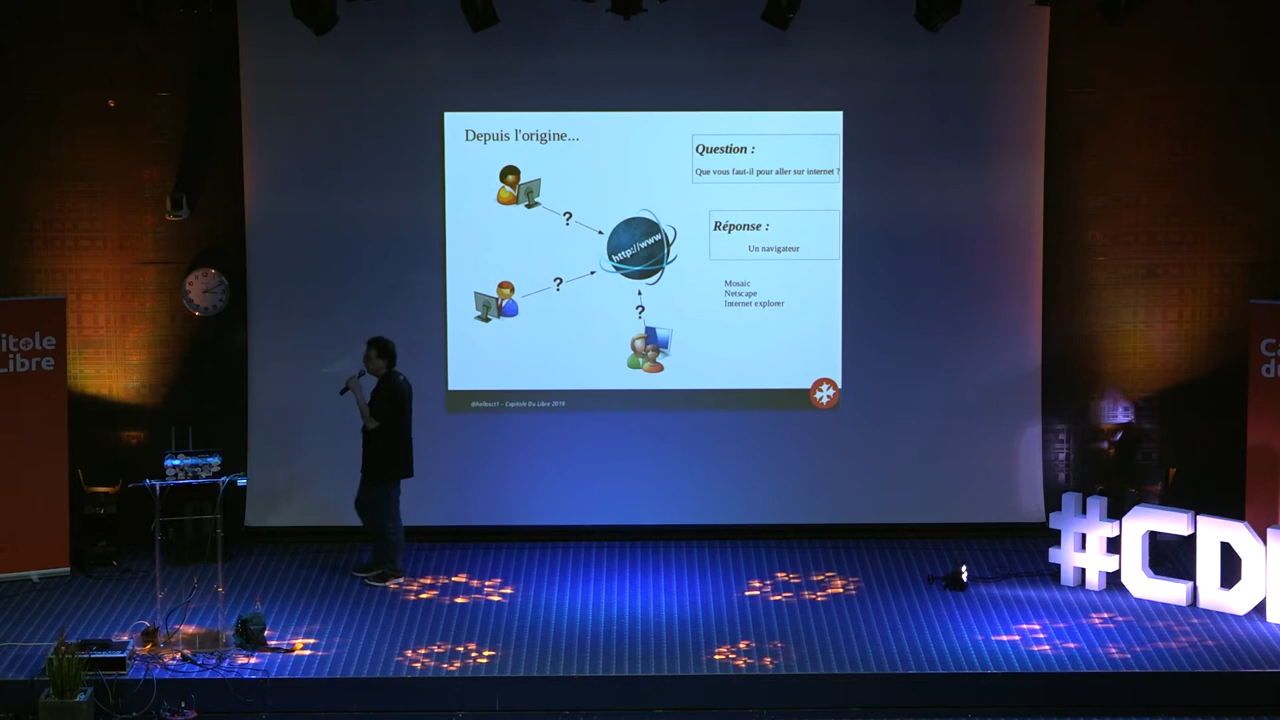 Depuis l'origine...
Question :
Que vous faut-il pour aller sur internet ?
?
http://www
Réponse :
Un navigateur
?
Mosaic
Netscape
Internet explorer
?
@hellosct1 – Capitole Du Libre 2019
itole
Libre
C
d
#CD